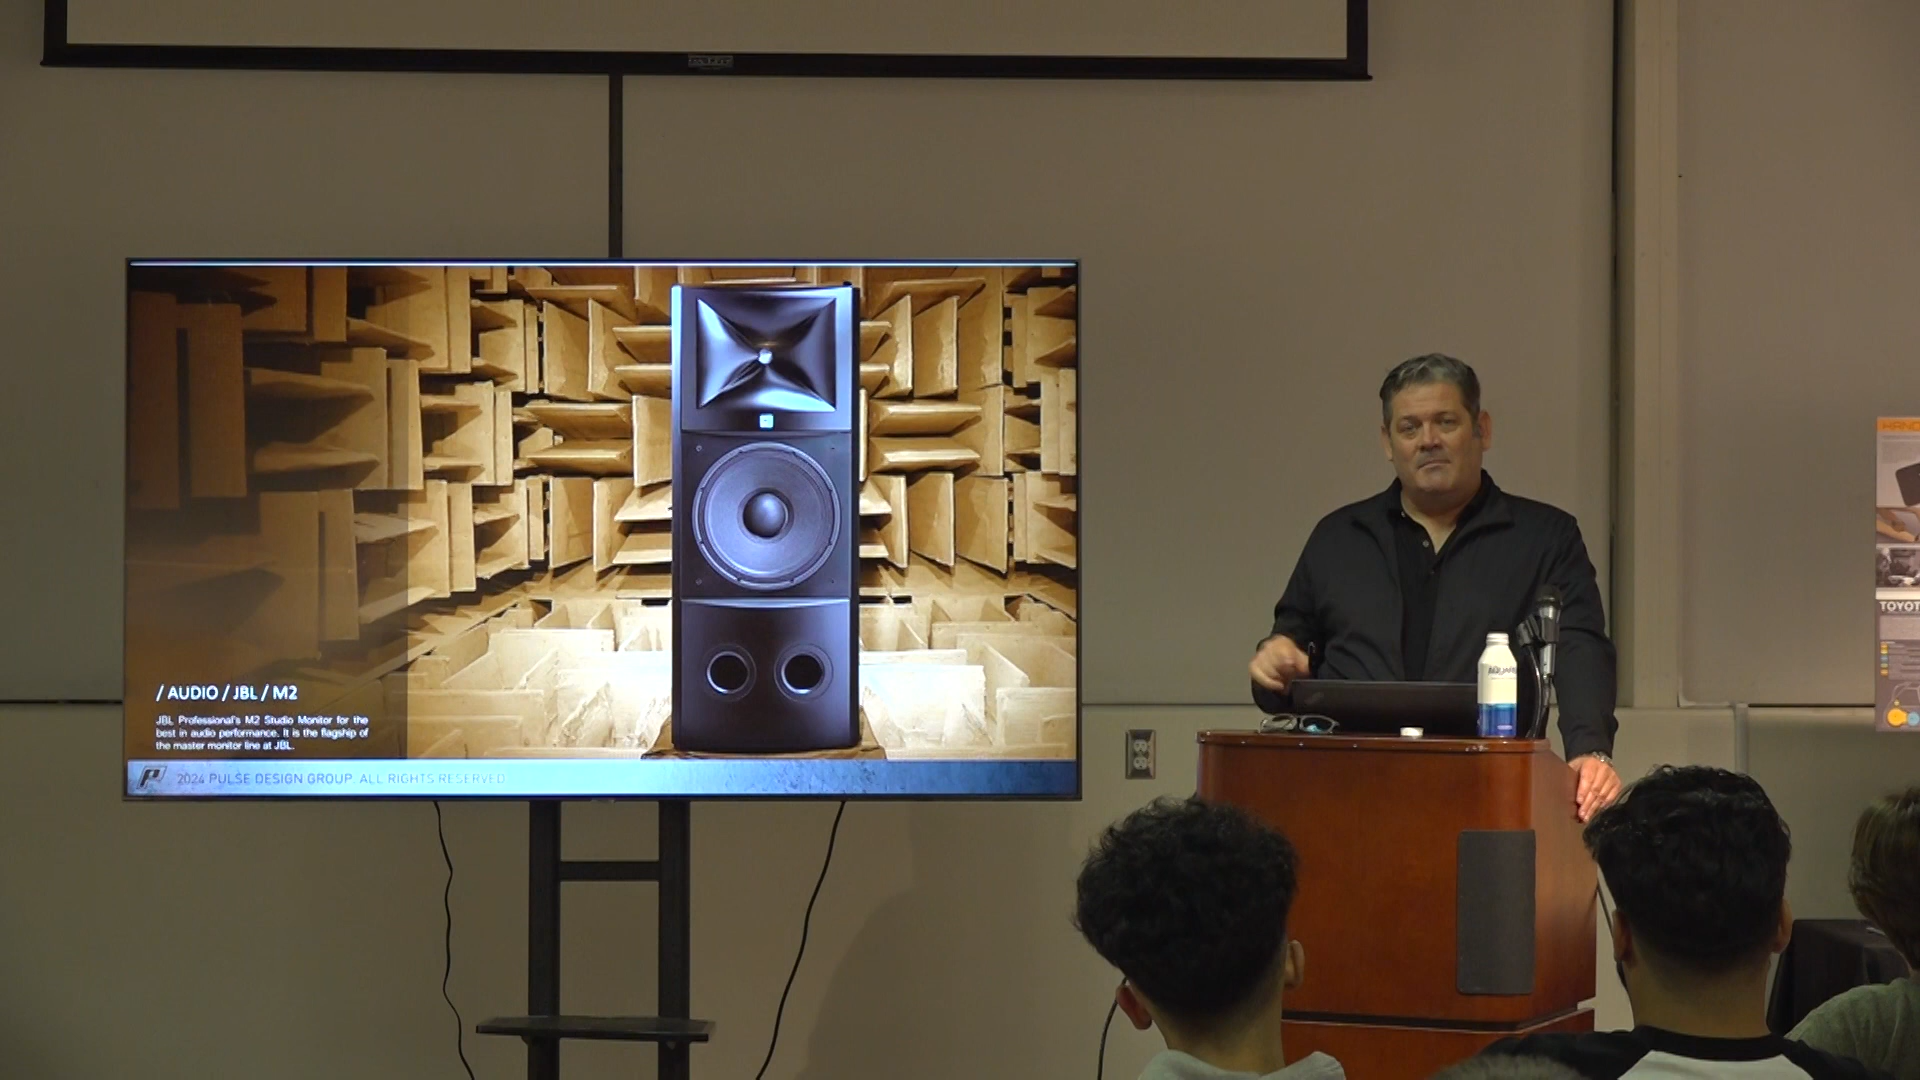 / AUDIO / JBL / M2
JBL Professional's M2 Studio Monitor for the
best in audio performance. It is the flagship of
the master monitor line at JBL.
P 2024 PULSE DESIGN GROUP. ALL RIGHTS RESERVED
HAND
TOYOT